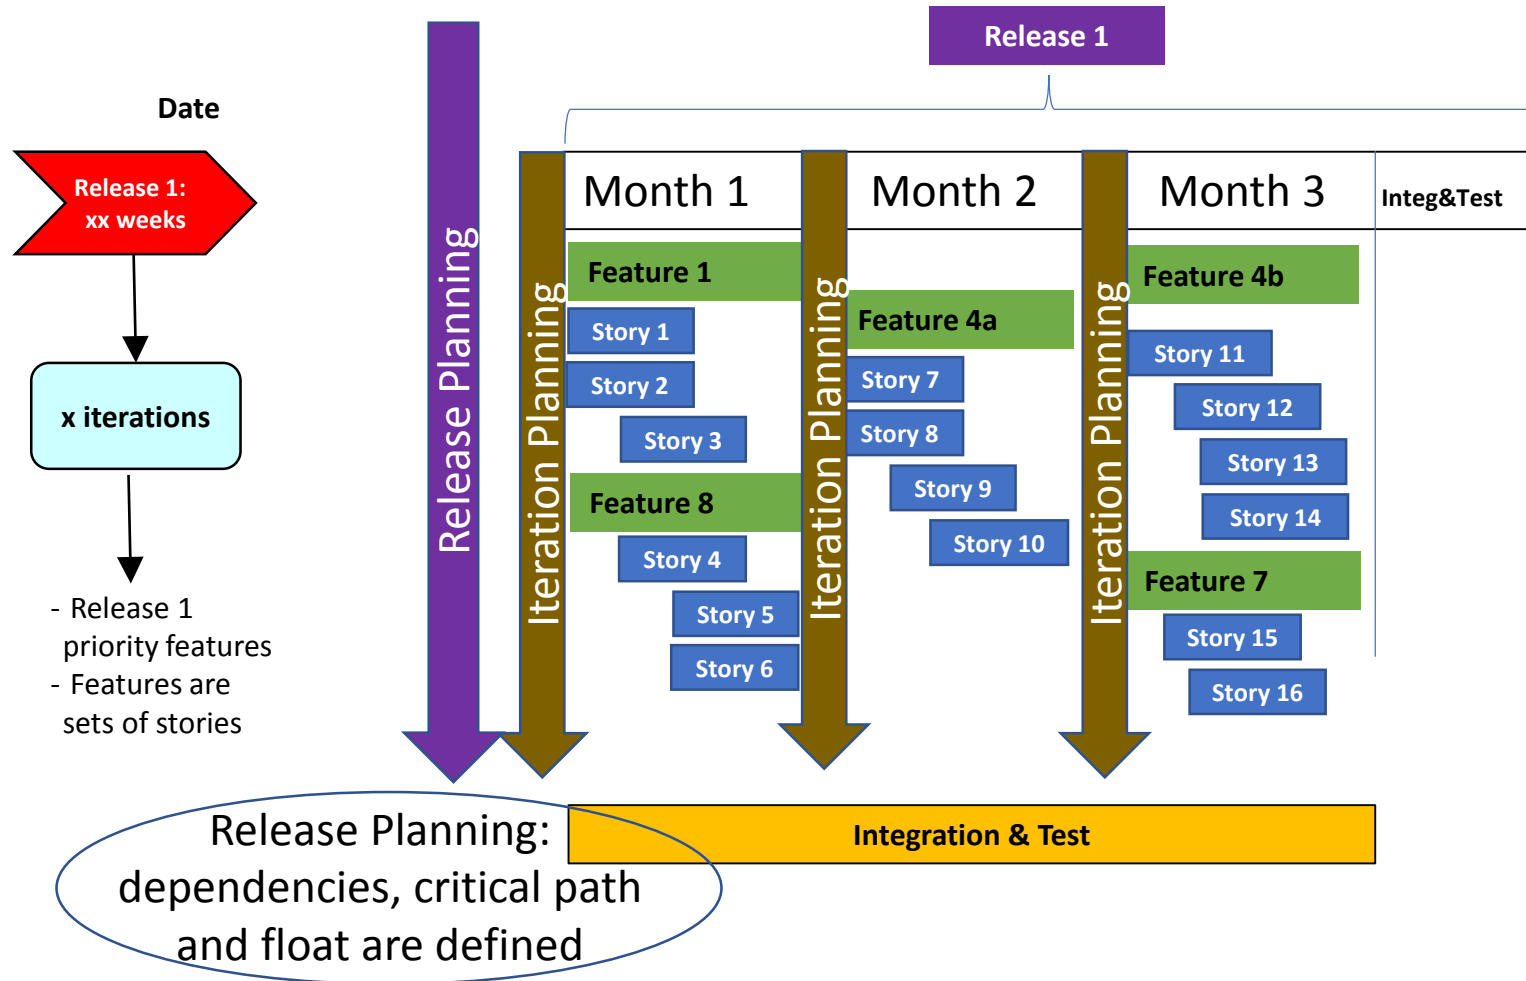 Release 1
Date
Release 1:
xx weeks
x iterations
- Release 1
priority features
- Features are
sets of stories
Release Planning
Iteration Planning
Month 1
Feature 1
Story 1
Story 2
Story 3
Feature 8
Story 4
Story 5
Story 6
Iteration Planning
Month 2
Feature 4a
Story 7
Story 8
Story 9
Story 10
Iteration Planning
Month 3
Feature 4b
Story 11
Story 12
Story 13
Story 14
Feature 7
Story 15
Story 16
Integ&Test
Release Planning:
dependencies, critical path
and float are defined
Integration & Test